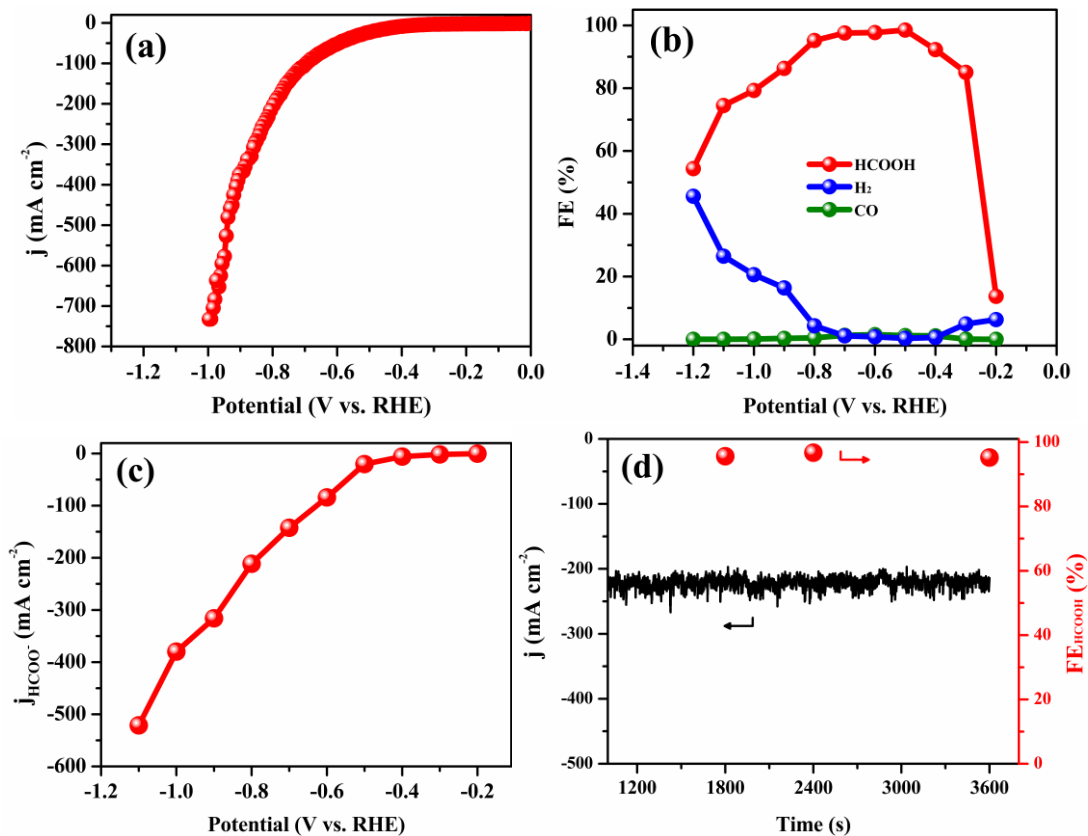 (a)
j (mA cm-2)
0
-100
-200
-300
-400
-500
-600
-700
-800
-1.2 -1.0 -0.8 -0.6 -0.4 -0.2 0.0
Potential (V vs. RHE)
(b)
FE (%)
100
80
60
40
20
0
HCOOH
H2
CO
-1.4 -1.2 -1.0 -0.8 -0.6 -0.4 -0.2 0.0
Potential (V vs. RHE)
(c)
jHCOO- (mA cm-2)
0
-100
-200
-300
-400
-500
-600
-1.2 -1.0 -0.8 -0.6 -0.4 -0.2
Potential (V vs. RHE)
(d)
j (mA cm-2)
0
-100
-200
-300
-400
-500
1200 1800 2400 3000 3600
Time (s)
100
80
60
40
20
0
FEHCOOH (%)